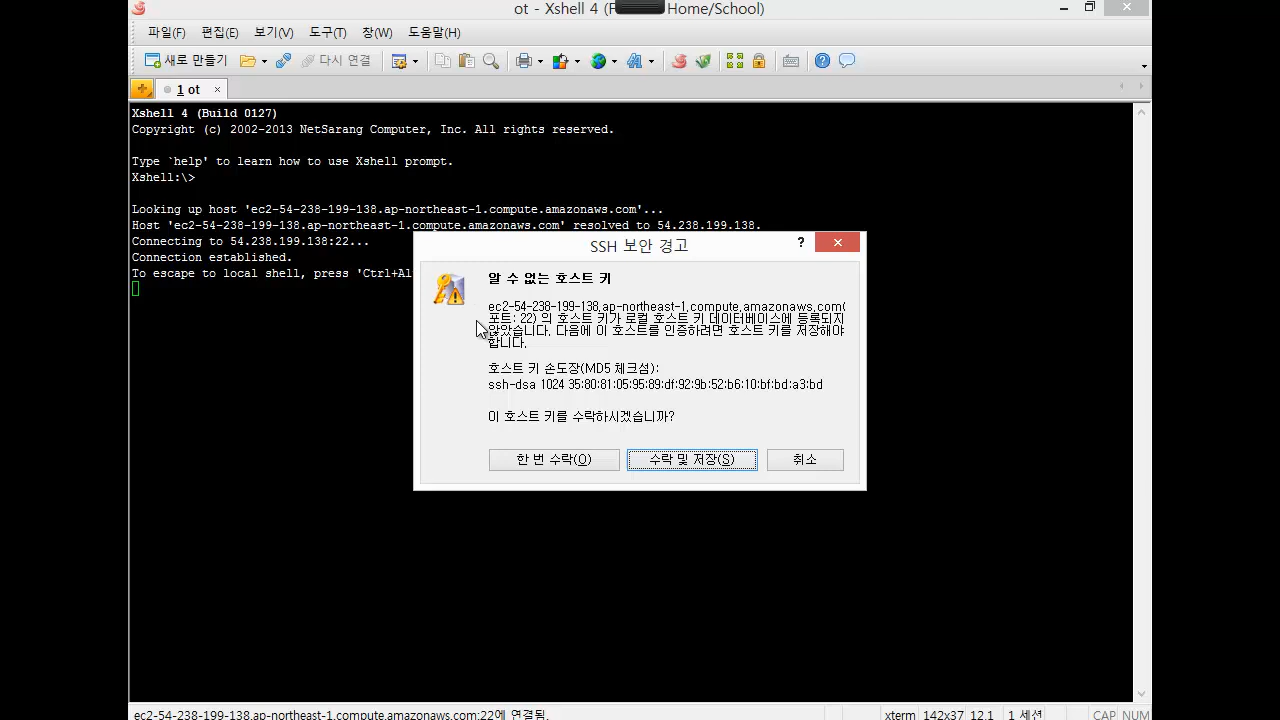 ot - Xshell 4 (F Home/School)
파일(F) 편집(E) 보기(V) 도구(T) 창(W) 도움말(H)
새로 만들기 다시 연결
1 ot
Xshell 4 (Build 0127)
Copyright (c) 2002-2013 NetSarang Computer, Inc. All rights reserved.
Type `help' to learn how to use Xshell prompt.
Xshell:\>
Looking up host 'ec2-54-238-199-138.ap-northeast-1.compute.amazonaws.com'...
Host 'ec2-54-238-199-138.ap-northeast-1.compute.amazonaws.com' resolved to 54.238.199.138.
Connecting to 54.238.199.138:22...
Connection established.
To escape to local shell, press 'Ctrl+Al
SSH 보안 경고
알 수 없는 호스트 키
ec2-54-238-199-138.ap-northeast-1.compute.amazonaws.com(
포트: 22) 의 호스트 키가 로컬 호스트 키 데이터베이스에 등록되지
않았습니다. 다음에 이 호스트를 인증하려면 호스트 키를 저장해야
합니다.
호스트 키 손도장(MD5 체크섬):
ssh-dsa 1024 35:80:81:05:95:89:df:92:9b:52:b6:10:bf:bd:a3:bd
이 호스트 키를 수락하시겠습니까?
한 번 수락(O) 수락 및 저장(S) 취소
ec2-54-238-199-138.ap-northeast-1.compute.amazonaws.com:22에 연결됨. xterm 142x37 12,1 1 세션 CAP NUM